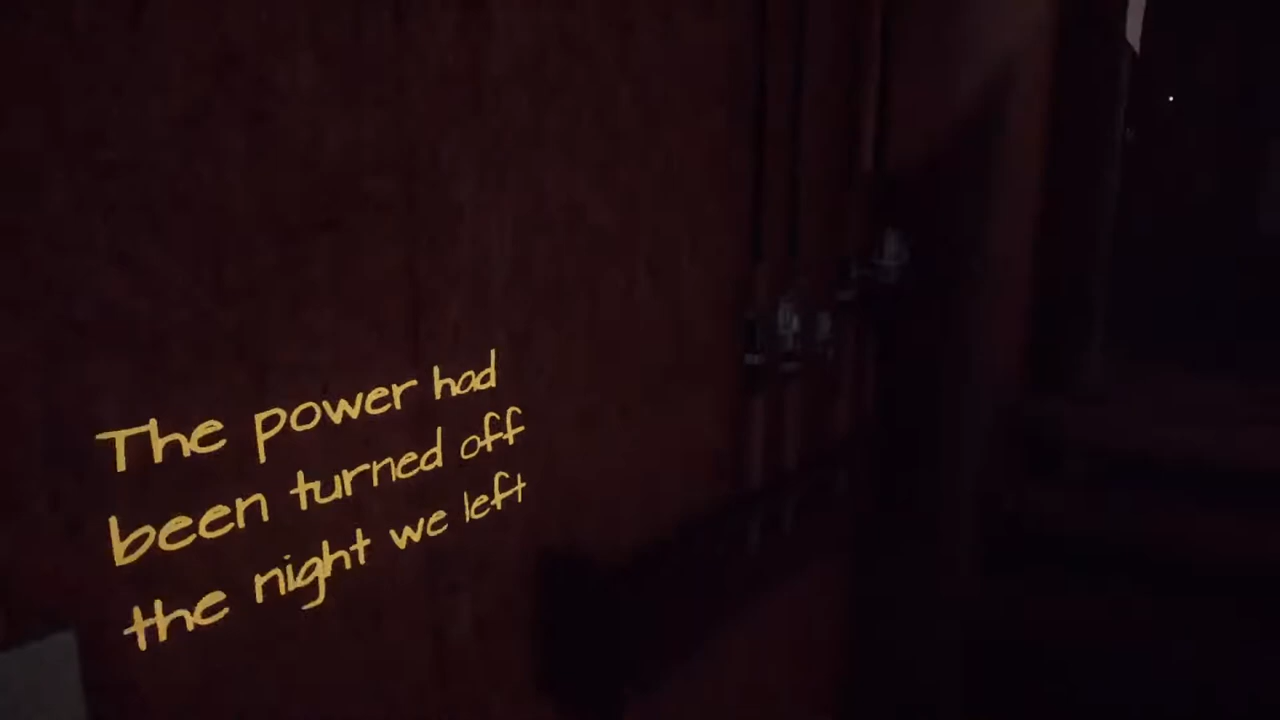 The power had
been turned off
the night we left